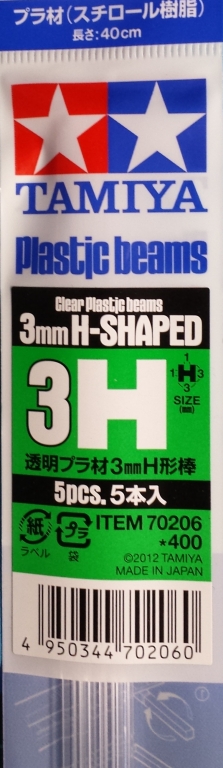 プラ材(スチロール樹脂)
長さ:40cm
TAMIYA
Plastic beams
Clear Plastic beams
3mm H-SHAPED
3H
1
1 H 3
3
SIZE
(mm)
透明プラ材3mmH形棒
5pcs. 5本入
紙 プラ
ラベル 袋
ITEM 70206
*400
©2012 TAMIYA
MADE IN JAPAN
4 950344 702060